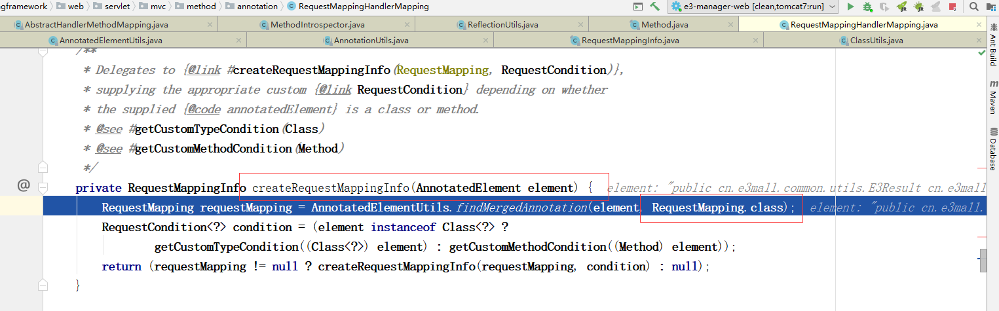 gframework web servlet mvc method annotation RequestMappingHandlerMapping e3-manager-web [clean,tomcat7:run]
AbstractHandlerMethodMapping.java MethodIntrospector.java ReflectionUtils.java Method.java RequestMappingHandlerMapping.java
AnnotatedElementUtils.java AnnotationUtils.java RequestMappingInfo.java ClassUtils.java
/**
* Delegates to {@link #createRequestMappingInfo(RequestMapping, RequestCondition)},
* supplying the appropriate custom {@link RequestCondition} depending on whether
* the supplied {@code annotatedElement} is a class or method.
* @see #getCustomTypeCondition(Class)
* @see #getCustomMethodCondition(Method)
*/
@ private RequestMappingInfo createRequestMappingInfo(AnnotatedElement element) { element: "public cn.e3mall.common.utils.E3Result cn.e3mall
RequestMapping requestMapping = AnnotatedElementUtils.findMergedAnnotation(element, RequestMapping.class); element: "public cn.e3mall.
RequestCondition<?> condition = (element instanceof Class<?> ?
getCustomTypeCondition((Class<?>) element) : getCustomMethodCondition((Method) element));
return (requestMapping != null ? createRequestMappingInfo(requestMapping, condition) : null);
}
Ant Build
m Maven
Database